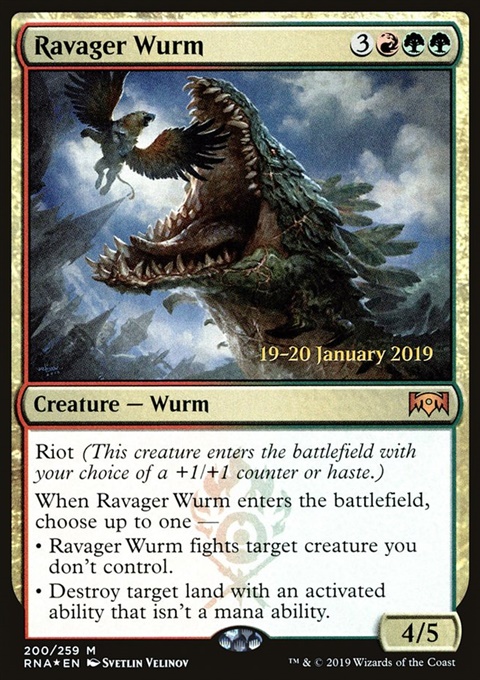 Ravager Wurm 3
19-20 January 2019
Creature — Wurm
Riot (This creature enters the battlefield with
your choice of a +1/+1 counter or haste.)
When Ravager Wurm enters the battlefield,
choose up to one —
• Ravager Wurm fights target creature you
don't control.
• Destroy target land with an activated
ability that isn't a mana ability.
4/5
200/259 M
RNA★EN Svetlin Velinov
™ & © 2019 Wizards of the Coast